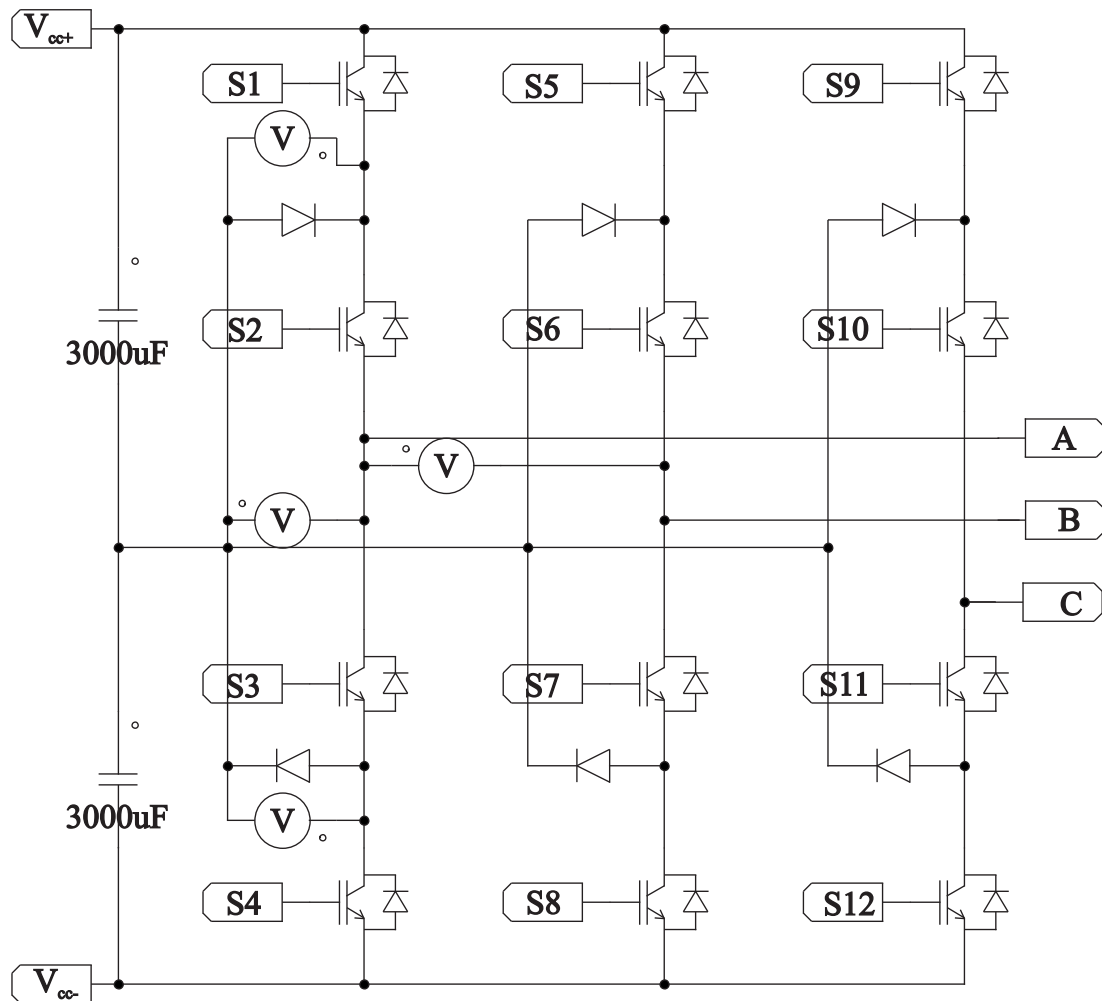 Vcc+
S1
S5
S9
V
S2
S6
S10
3000uF
A
V
V
B
C
S3
S7
S11
3000uF
V
S4
S8
S12
Vcc-